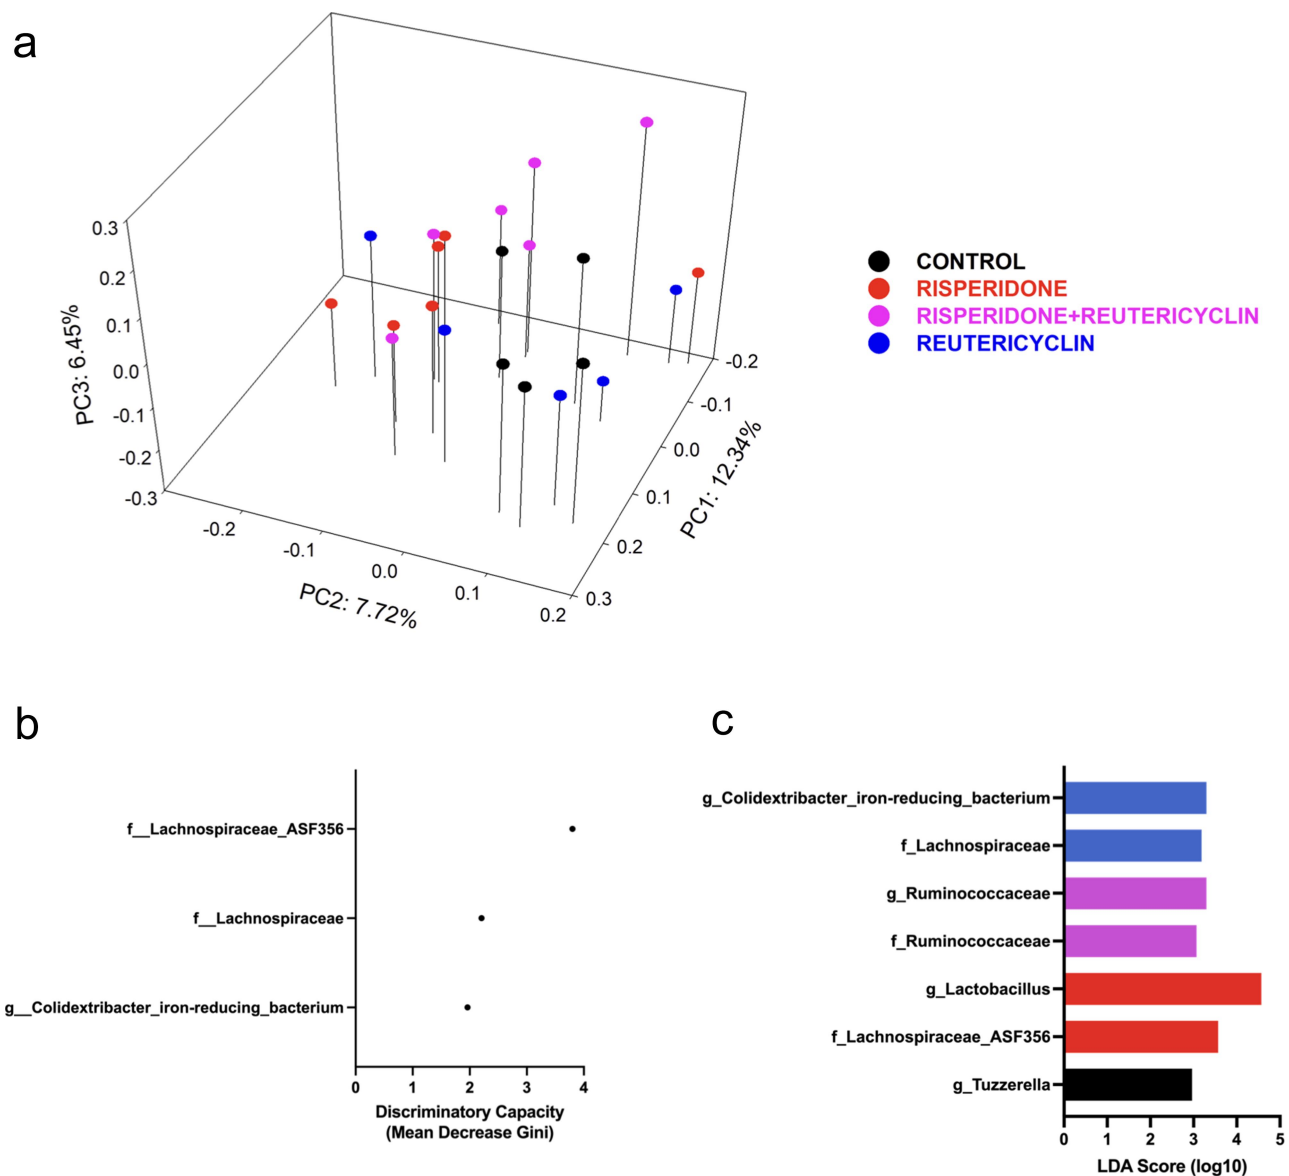 a
0.3
0.2
0.1
0.0
-0.1
-0.2
-0.3
PC3: 6.45%
-0.2
-0.1
0.0
0.1
0.2
PC2: 7.72%
-0.2
-0.1
0.0
0.1
0.2
0.3
PC1: 12.34%
CONTROL
RISPERIDONE
RISPERIDONE+REUTERICYCLIN
REUTERICYCLIN
b
f__Lachnospiraceae_ASF356
f__Lachnospiraceae
g__Colidextribacter_iron-reducing_bacterium
0 1 2 3 4
Discriminatory Capacity
(Mean Decrease Gini)
c
g_Colidextribacter_iron-reducing_bacterium
f_Lachnospiraceae
g_Ruminococcaceae
f_Ruminococcaceae
g_Lactobacillus
f_Lachnospiraceae_ASF356
g_Tuzzerella
0 1 2 3 4 5
LDA Score (log10)